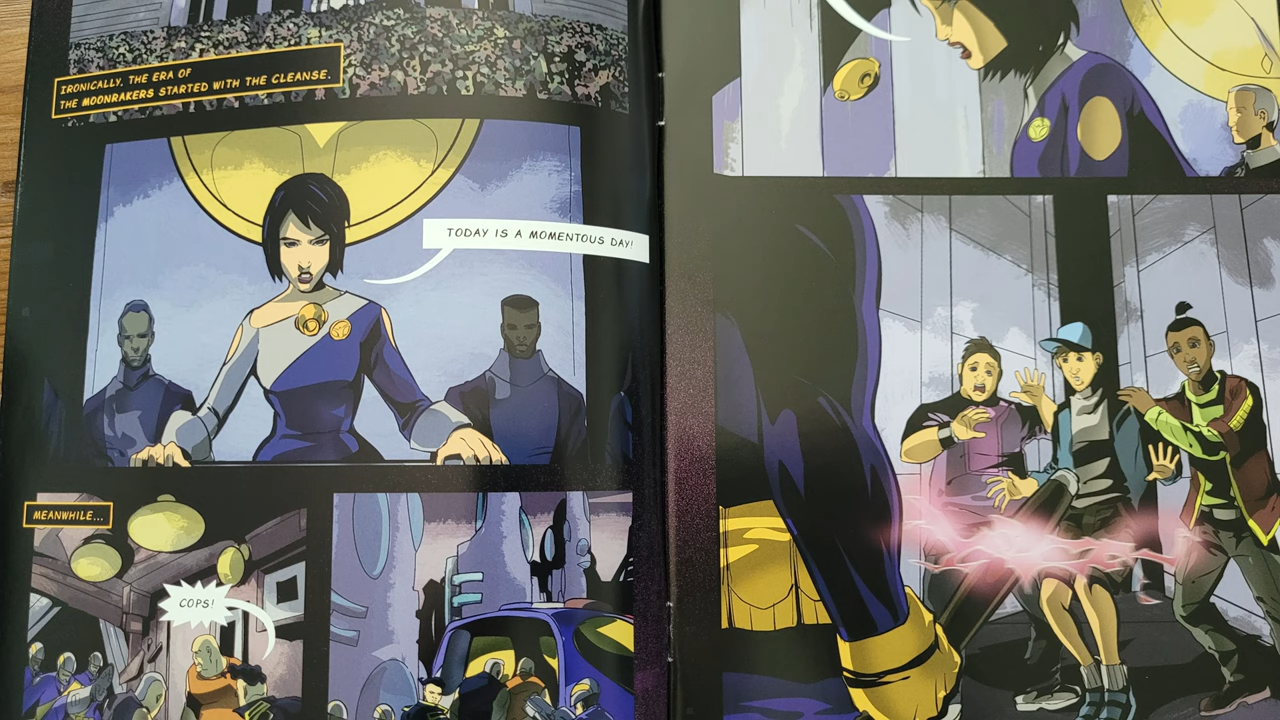 IRONICALLY, THE ERA OF
THE MOONRAKERS STARTED WITH THE CLEANSE.
TODAY IS A MOMENTOUS DAY!
MEANWHILE...
COPS!